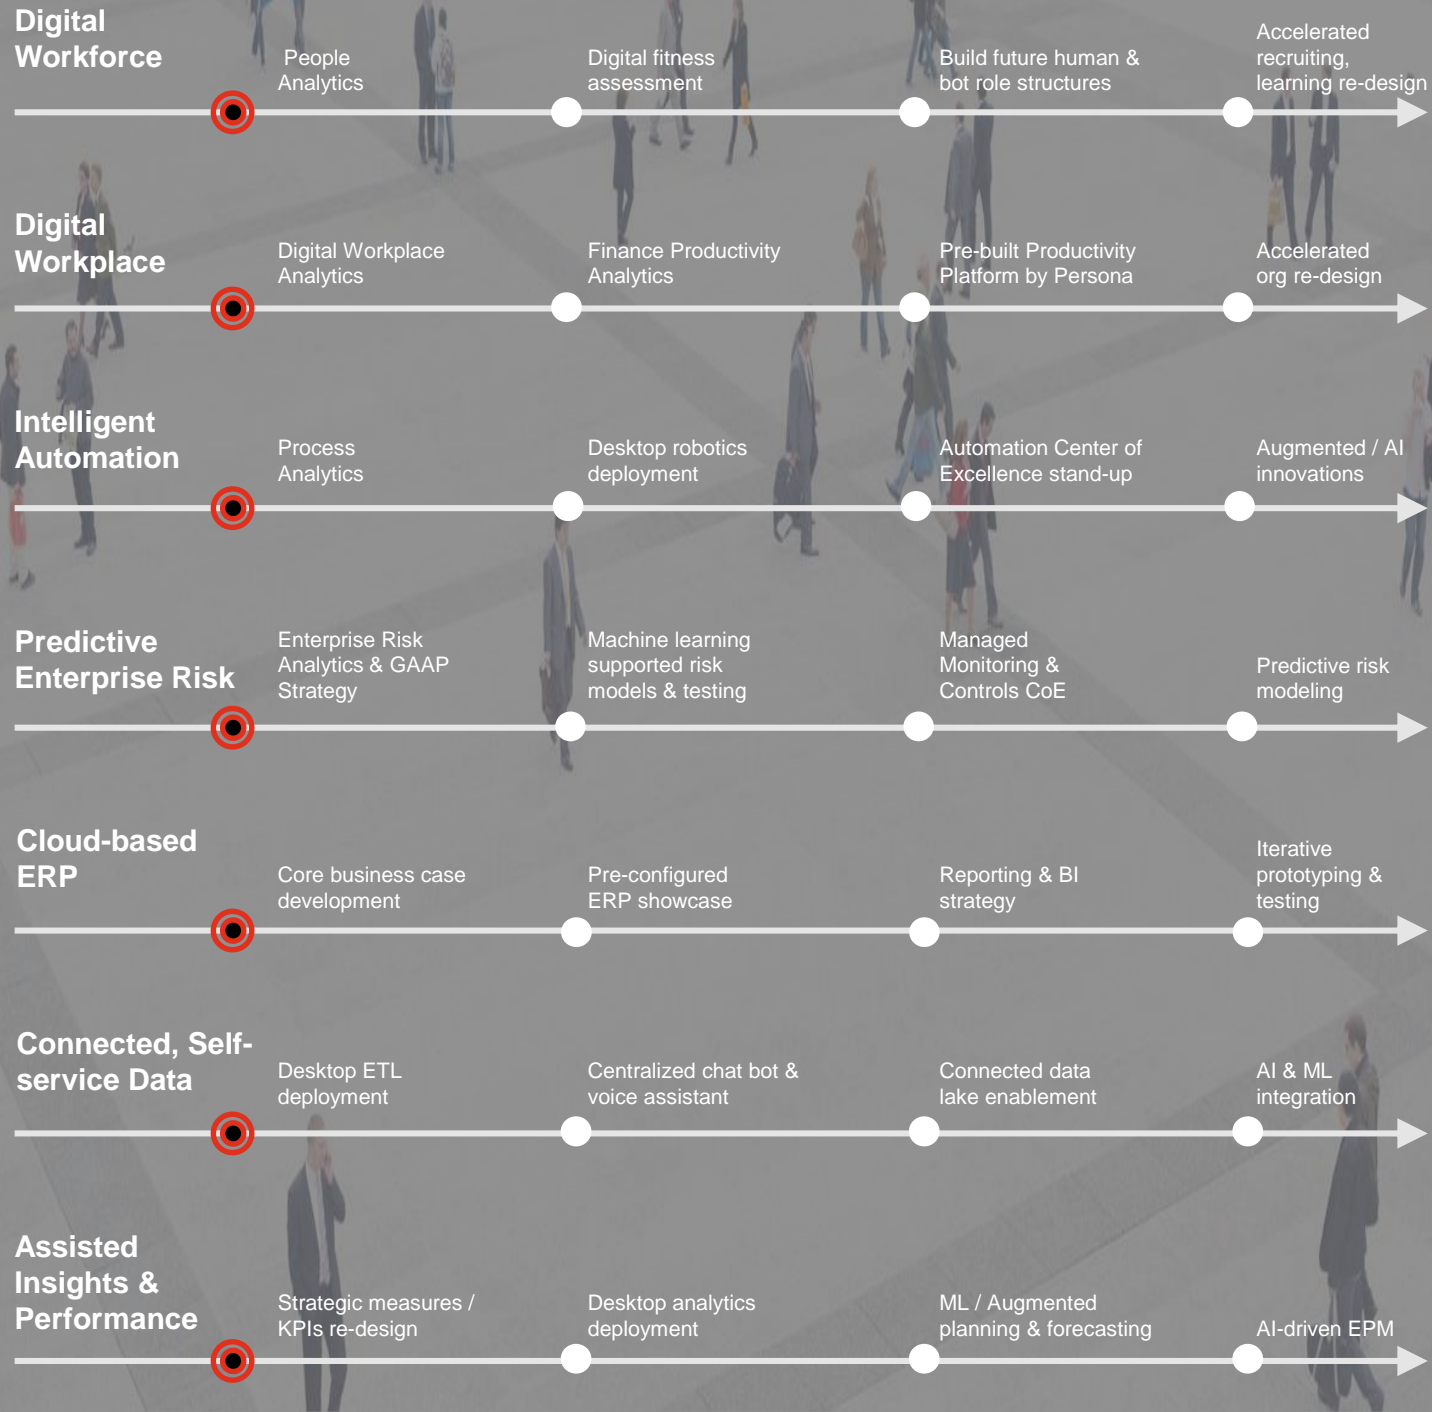 Digital
Workforce
People
Analytics
Digital fitness
assessment
Build future human &
bot role structures
Accelerated
recruiting,
learning re-design
Digital
Workplace
Digital Workplace
Analytics
Finance Productivity
Analytics
Pre-built Productivity
Platform by Persona
Accelerated
org re-design
Intelligent
Automation
Process
Analytics
Desktop robotics
deployment
Automation Center of
Excellence stand-up
Augmented / AI
innovations
Predictive
Enterprise Risk
Enterprise Risk
Analytics & GAAP
Strategy
Machine learning
supported risk
models & testing
Managed
Monitoring &
Controls CoE
Predictive risk
modeling
Cloud-based
ERP
Core business case
development
Pre-configured
ERP showcase
Reporting & BI
strategy
Iterative
prototyping &
testing
Connected, Self-
service Data
Desktop ETL
deployment
Centralized chat bot &
voice assistant
Connected data
lake enablement
AI & ML
integration
Assisted
Insights &
Performance
Strategic measures /
KPIs re-design
Desktop analytics
deployment
ML / Augmented
planning & forecasting
AI-driven EPM